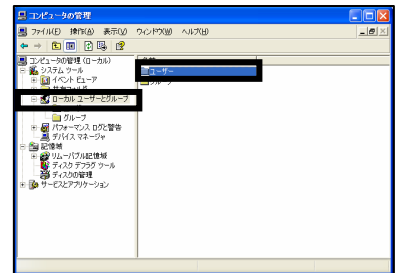 コンピュータの管理
ファイル(F) 操作(A) 表示(V) ウィンドウ(W) ヘルプ(H)
コンピュータの管理 (ローカル)
システム ツール
イベント ビューア
ローカル ユーザーとグループ
グループ
パフォーマンス ログと警告
デバイス マネージャ
記憶域
リムーバブル記憶域
ディスク デフラグ ツール
ディスクの管理
サービスとアプリケーション
ユーザー
グループ